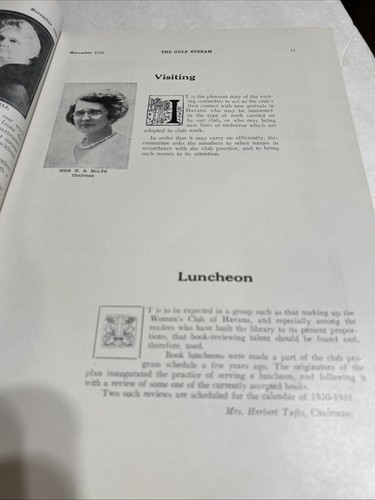 THE GULF STREAM
11
Visiting
IT is the pleasant duty of the visit-
ing committee to act as the club's
first contact with new arrivals in
Havana who may be interested
in the type of work carried on
by our club, or who may bring
new lines of endeavor which are
adapted to club work.
In order that it may carry on efficiently, this
committee asks the members to select names in
accordance with the club practice, and to bring
such names to its attention.
MRS. H. E.
Chairman
Luncheon
IT is to be expected in a group such as that making up the
Woman's Club of Havana, and especially among the
readers who have built the library to its present propor-
tions, that book-reviewing talent should be found and,
therefore, used.
Book luncheons were made a part of the club pro-
gram schedule a few years ago. The originators of the
plan inaugurated the practice of serving a luncheon, and following it
with a review of some one of the currently accepted books.
Two such reviews are scheduled for the calendar of 1950-1951.
Mrs. Herbert Tufts, Chairman